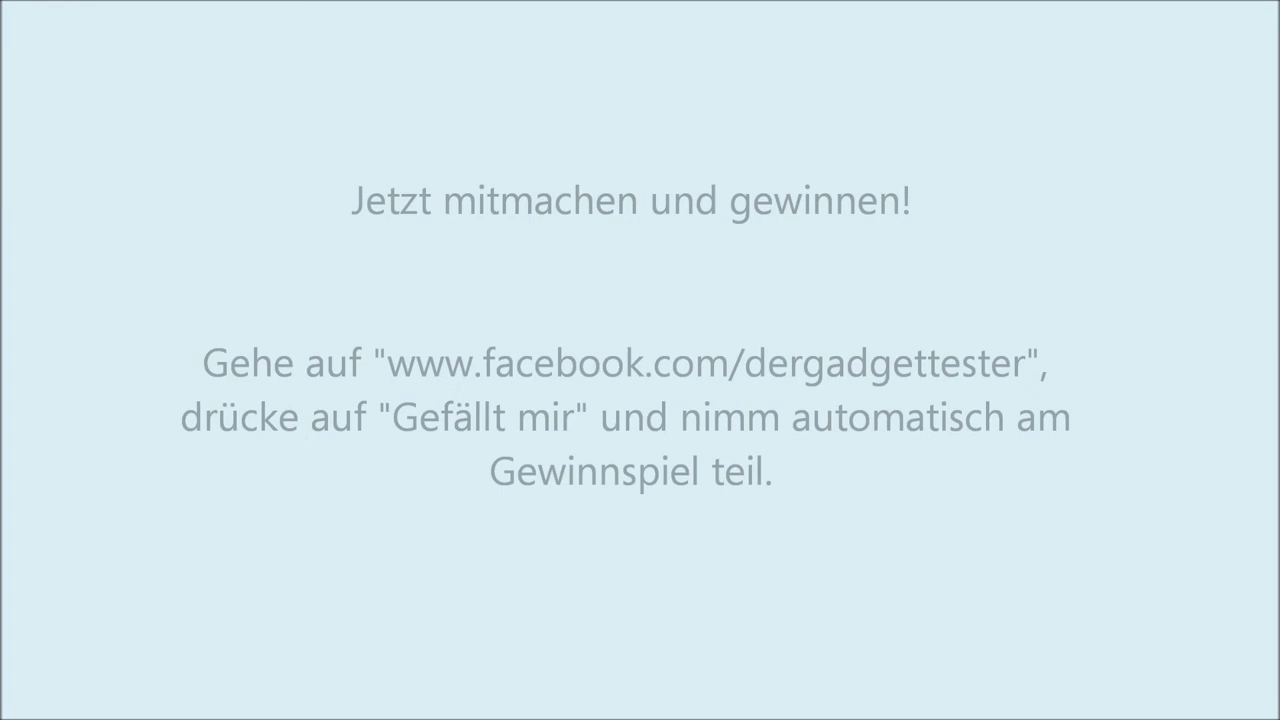 Jetzt mitmachen und gewinnen!
Gehe auf "www.facebook.com/dergadgettester",
drücke auf "Gefällt mir" und nimm automatisch am
Gewinnspiel teil.